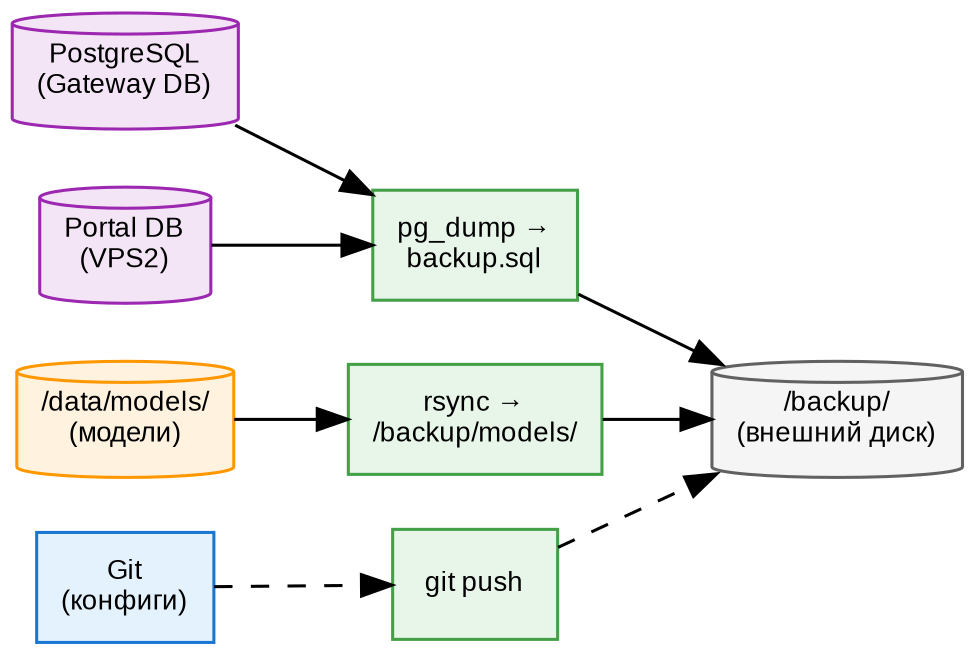 PostgreSQL
(Gateway DB)
Portal DB
(VPS2)
pg_dump →
backup.sql
/data/models/
(модели)
rsync →
/backup/models/
/backup/
(внешний диск)
Git
(конфиги)
git push